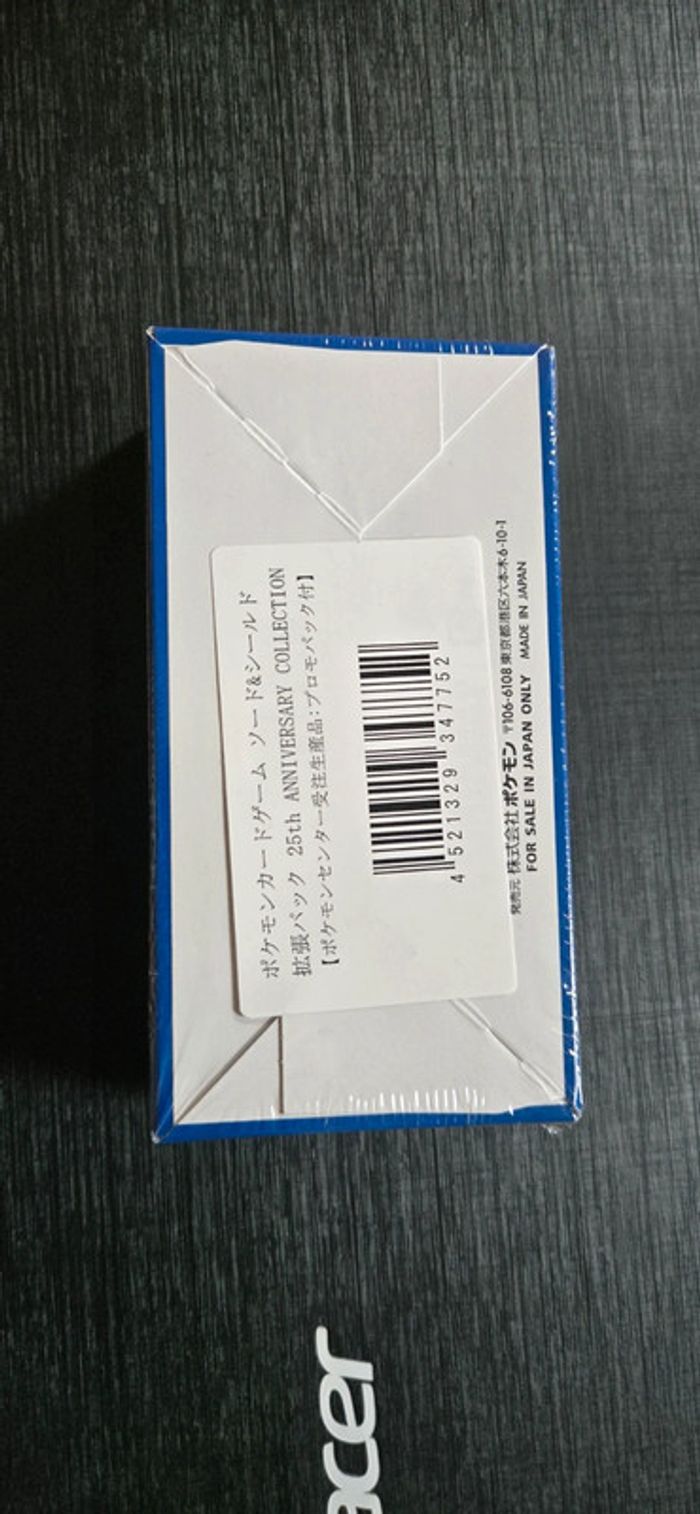 ポケモンカードゲーム ソード&シールド
拡張パック 25th ANNIVERSARY COLLECTION
【ポケモンセンター受注生産品:プロモパック付】
4 521329 347752
発売元 株式会社ポケモン 〒106-6108 東京都港区六本木6-10-1
FOR SALE IN JAPAN ONLY MADE IN JAPAN
acer